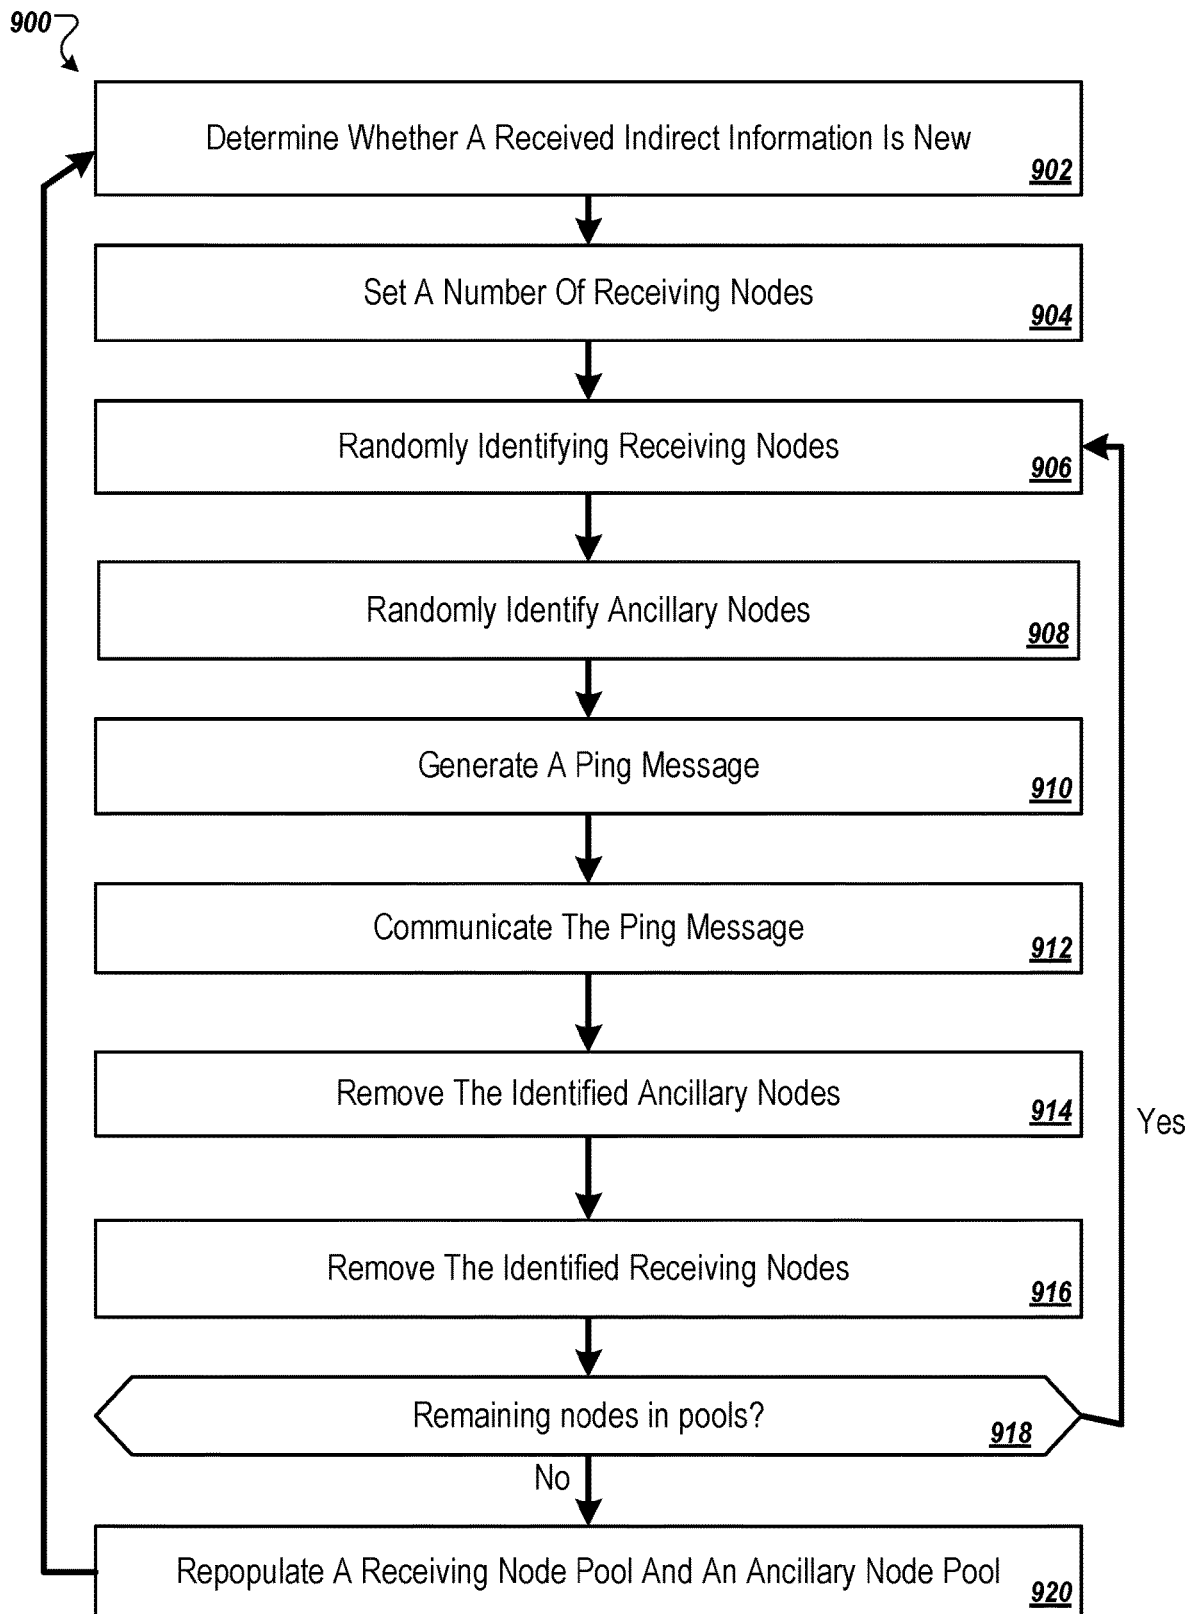 900
Determine Whether A Received Indirect Information Is New
902
Set A Number Of Receiving Nodes
904
Randomly Identifying Receiving Nodes
906
Randomly Identify Ancillary Nodes
908
Generate A Ping Message
910
Communicate The Ping Message
912
Remove The Identified Ancillary Nodes
914
Yes
Remove The Identified Receiving Nodes
916
Remaining nodes in pools?
918
No
Repopulate A Receiving Node Pool And An Ancillary Node Pool
920